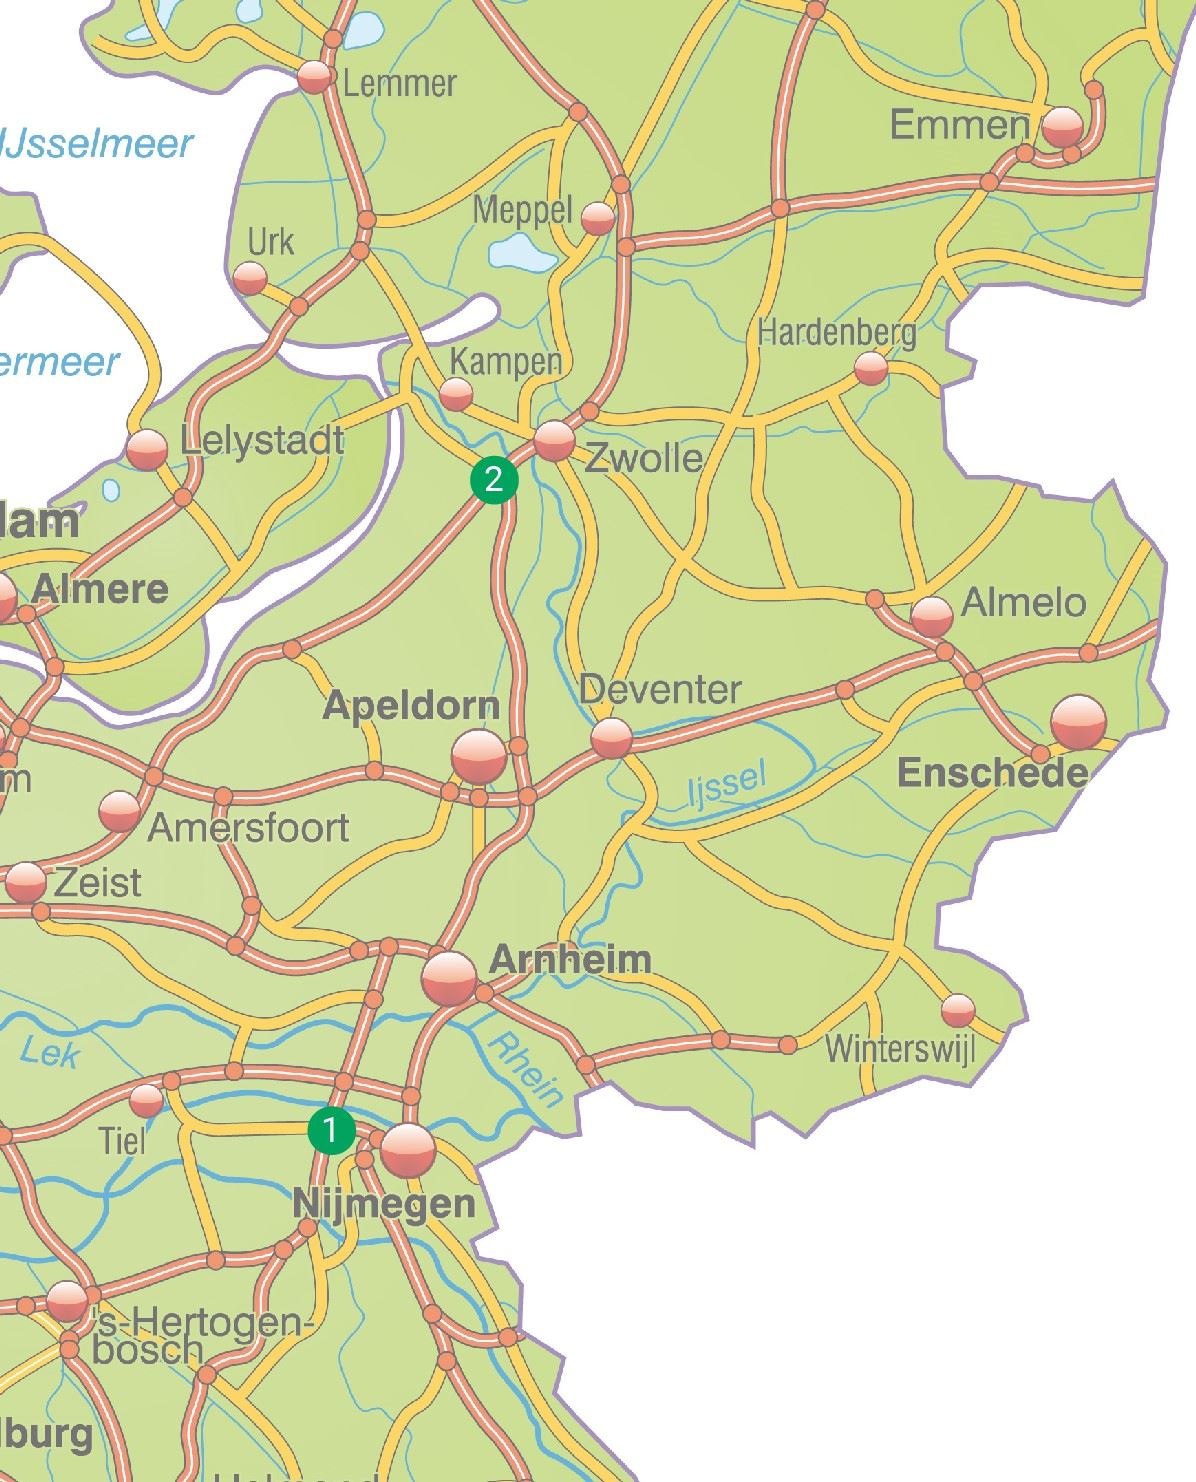 Lemmer
IJsselmeer
Emmen
Meppel
Urk
Hardenberg
ermeer
Kampen
Lelystadt
Zwolle
2
dam
Almere
Almelo
Deventer
Apeldorn
Enschede
Ijssel
m
Amersfoort
Zeist
Arnheim
Winterswijl
Lek
Rhein
1
Tiel
Nijmegen
's-Hertogen-
bosch
lburg